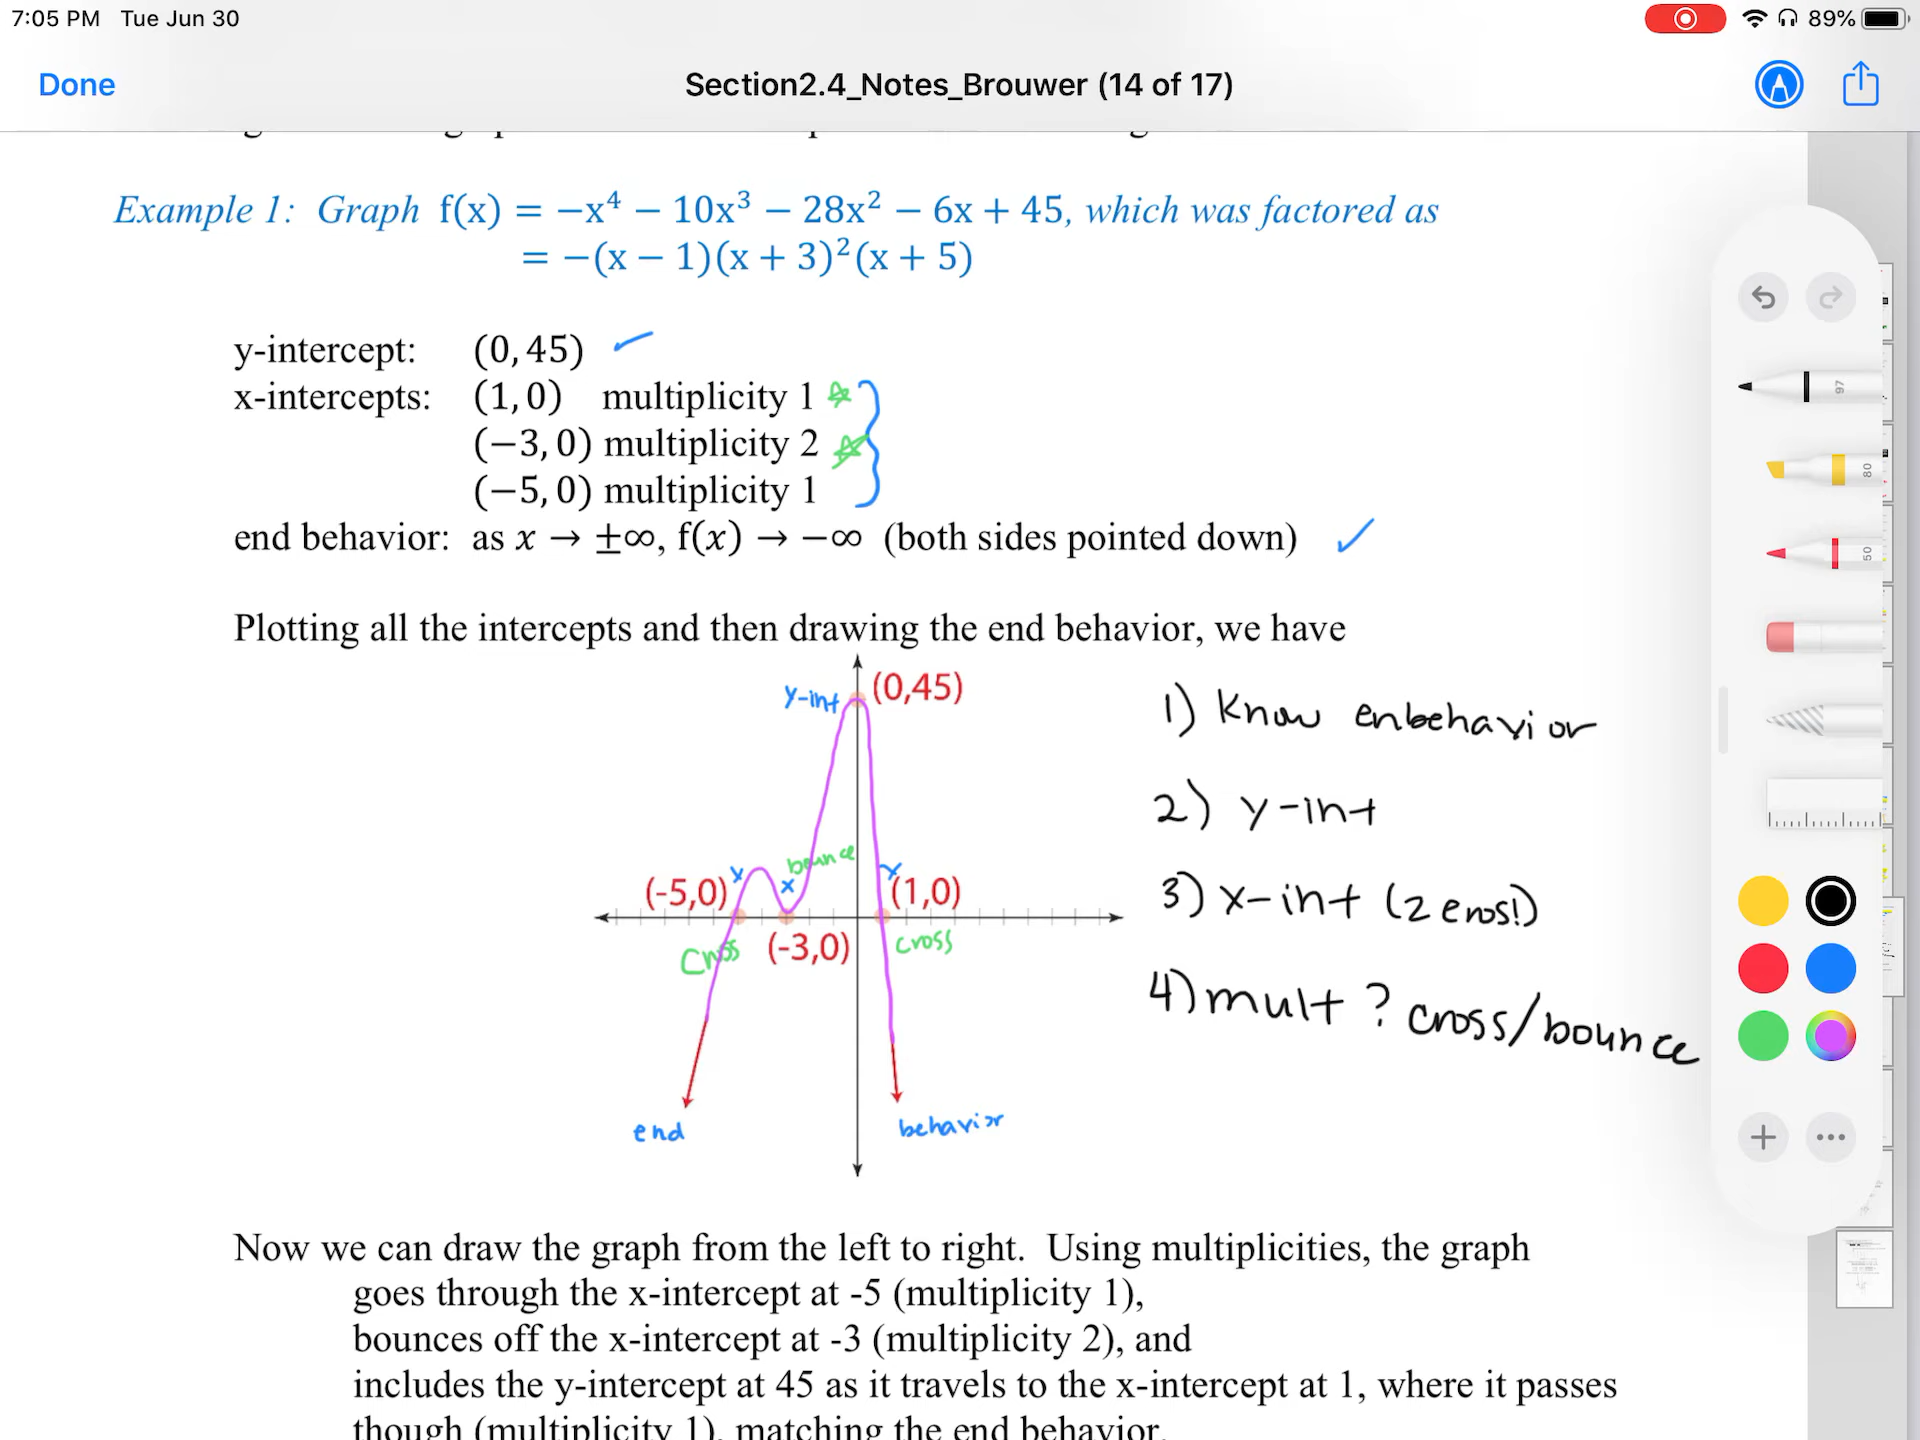 7:05 PM Tue Jun 30
89%
Done
Section2.4_Notes_Brouwer (14 of 17)
Example 1: Graph f(x) = −x⁴ − 10x³ − 28x² − 6x + 45, which was factored as
= −(x − 1)(x + 3)²(x + 5)
y-intercept: (0, 45)
x-intercepts: (1, 0) multiplicity 1
(−3, 0) multiplicity 2
(−5, 0) multiplicity 1
end behavior: as x → ±∞, f(x) → −∞ (both sides pointed down)
Plotting all the intercepts and then drawing the end behavior, we have
y-int
(0,45)
bounce
x
x
x
(-5,0)
(1,0)
cross
(-3,0)
cross
end
behavior
1) know enbehavior
2) y-int
3) x-int (zeros!)
4) mult ? cross/bounce
97
80
50
Now we can draw the graph from the left to right. Using multiplicities, the graph
goes through the x-intercept at -5 (multiplicity 1),
bounces off the x-intercept at -3 (multiplicity 2), and
includes the y-intercept at 45 as it travels to the x-intercept at 1, where it passes
though (multiplicity 1), matching the end behavior.